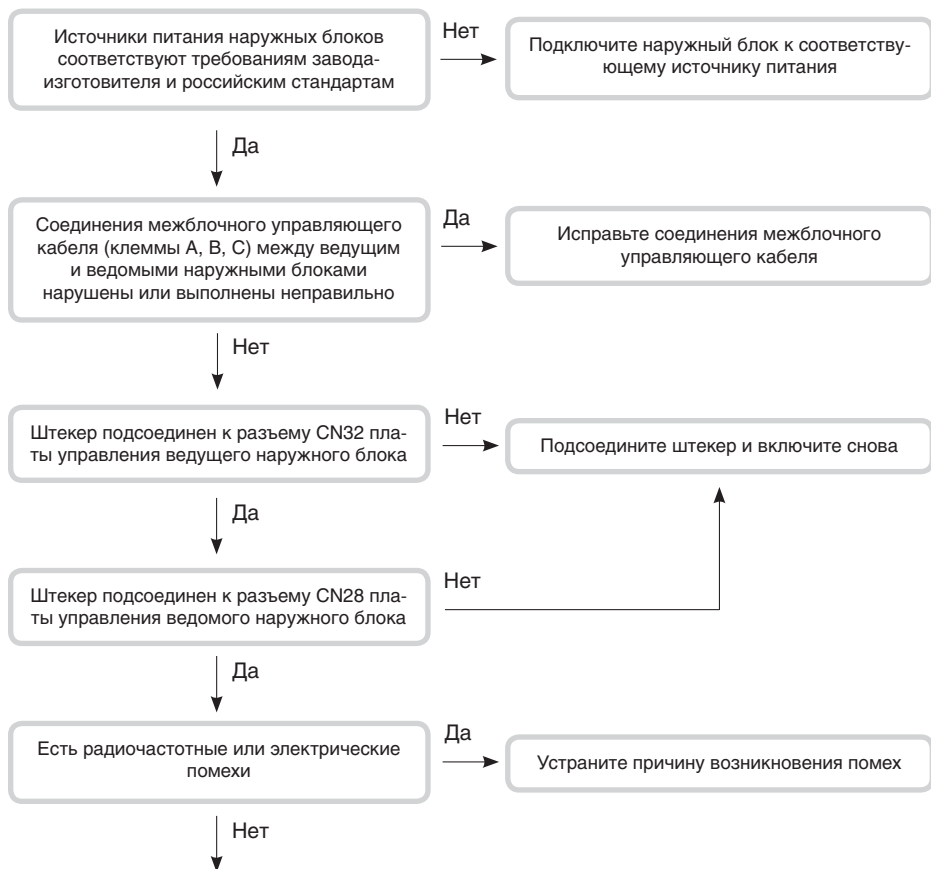 Источники питания наружных блоков
соответствуют требованиям завода-
изготовителя и российским стандартам
Нет
Подключите наружный блок к соответству-
ющему источнику питания
Да
Соединения межблочного управляющего
кабеля (клеммы A, B, C) между ведущим
и ведомыми наружными блоками
нарушены или выполнены неправильно
Да
Исправьте соединения межблочного
управляющего кабеля
Нет
Штекер подсоединен к разъему CN32 пла-
ты управления ведущего наружного блока
Нет
Подсоедините штекер и включите снова
Да
Штекер подсоединен к разъему CN28 пла-
ты управления ведомого наружного блока
Нет
Да
Есть радиочастотные или электрические
помехи
Да
Устраните причину возникновения помех
Нет